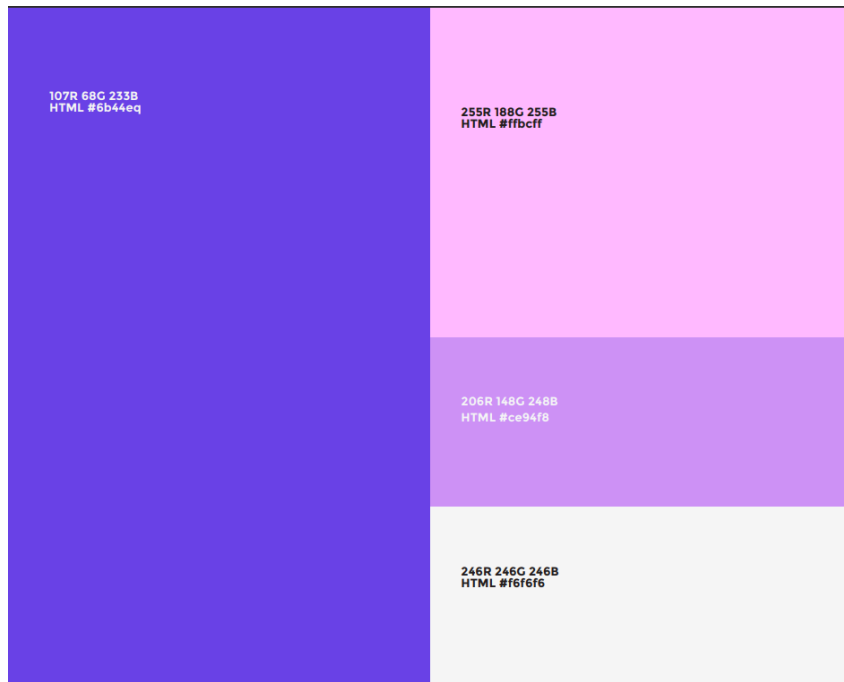 107R 68G 233B
HTML #6b44eq
255R 188G 255B
HTML #ffbcff
206R 148G 248B
HTML #ce94f8
246R 246G 246B
HTML #f6f6f6